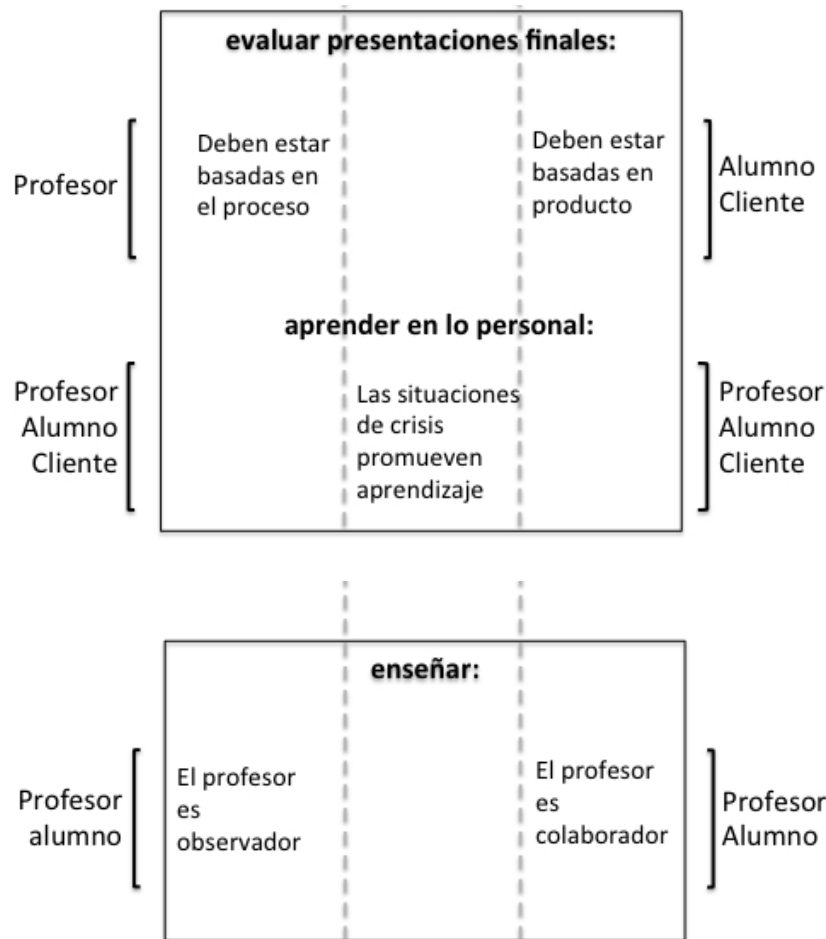 evaluar presentaciones finales:
Profesor
Deben estar
basadas en
el proceso
Deben estar
basadas en
producto
Alumno
Cliente
aprender en lo personal:
Profesor
Alumno
Cliente
Las situaciones
de crisis
promueven
aprendizaje
Profesor
Alumno
Cliente
enseñar:
Profesor
alumno
El profesor
es
observador
El profesor
es
colaborador
Profesor
Alumno